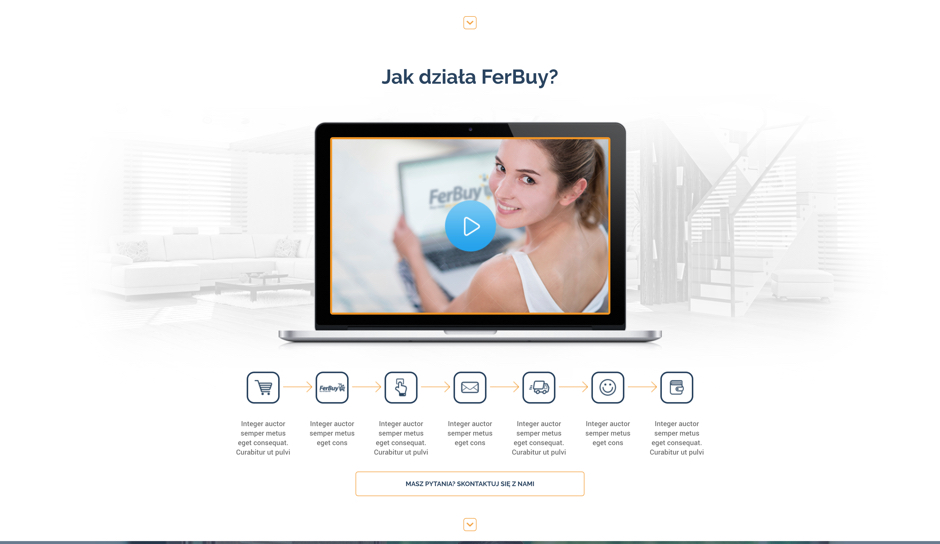 Jak działa FerBuy?
FerBuy
FerBuy
Integer auctor
semper metus
eget consequat.
Curabitur ut pulvi
Integer auctor
semper metus
eget cons
Integer auctor
semper metus
eget consequat.
Curabitur ut pulvi
Integer auctor
semper metus
eget cons
Integer auctor
semper metus
eget consequat.
Curabitur ut pulvi
Integer auctor
semper metus
eget cons
Integer auctor
semper metus
eget consequat.
Curabitur ut pulvi
MASZ PYTANIA? SKONTAKTUJ SIĘ Z NAMI